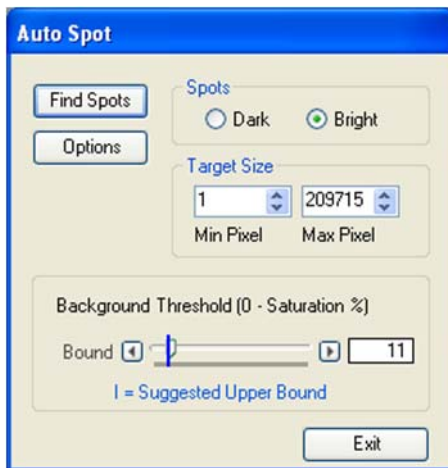 Auto Spot
Find Spots
Options
Spots
Dark
Bright
Target Size
1
209715
Min Pixel
Max Pixel
Background Threshold (0 - Saturation %)
Bound
11
I = Suggested Upper Bound
Exit